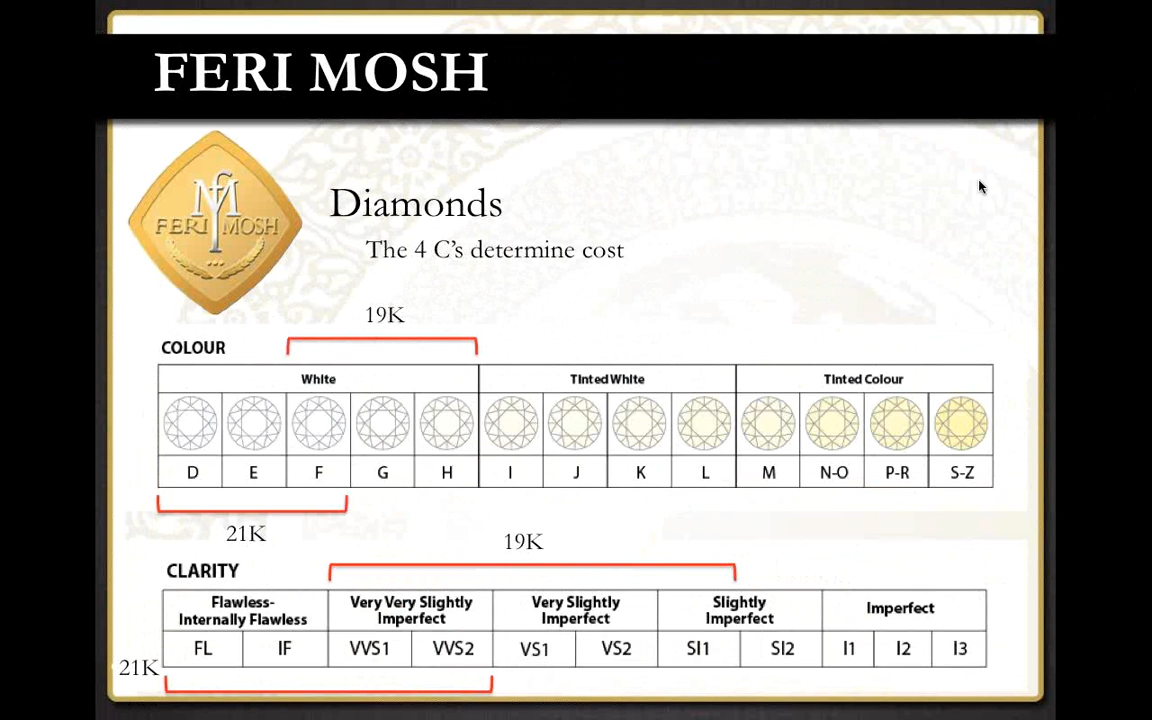 FERI MOSH
fM
FERI MOSH
Diamonds
The 4 C's determine cost
19K
COLOUR
White Tinted White Tinted Colour
D E F G H I J K L M N-O P-R S-Z
21K
19K
CLARITY
Flawless-
Internally Flawless
Very Very Slightly
Imperfect
Very Slightly
Imperfect
Slightly
Imperfect
Imperfect
FL IF VVS1 VVS2 VS1 VS2 SI1 SI2 I1 I2 I3
21K